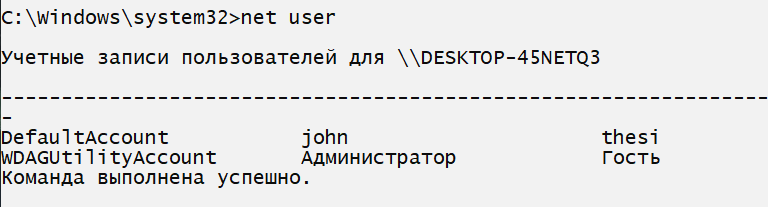 C:\Windows\system32>net user
Учетные записи пользователей для \\DESKTOP-45NETQ3
-------------------------------------------------------------------------------
DefaultAccount john thesi
WDAGUtilityAccount Администратор Гость
Команда выполнена успешно.